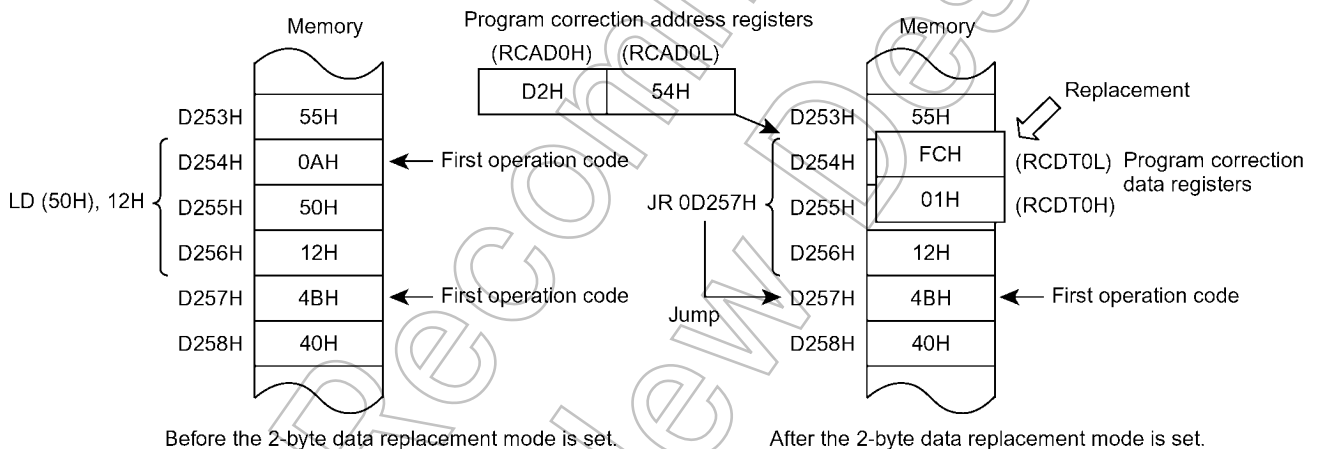 Program correction address registers
Memory
(RCAD0H) (RCAD0L)
D2H 54H
Memory
Replacement
D253H 55H
D254H 0AH First operation code
D255H 50H
LD (50H), 12H
D256H 12H
D257H 4BH First operation code
D258H 40H
D253H 55H
D254H FCH (RCDT0L) Program correction
data registers
JR 0D257H D255H 01H (RCDT0H)
D256H 12H
D257H 4BH First operation code
Jump
D258H 40H
Before the 2-byte data replacement mode is set.
After the 2-byte data replacement mode is set.